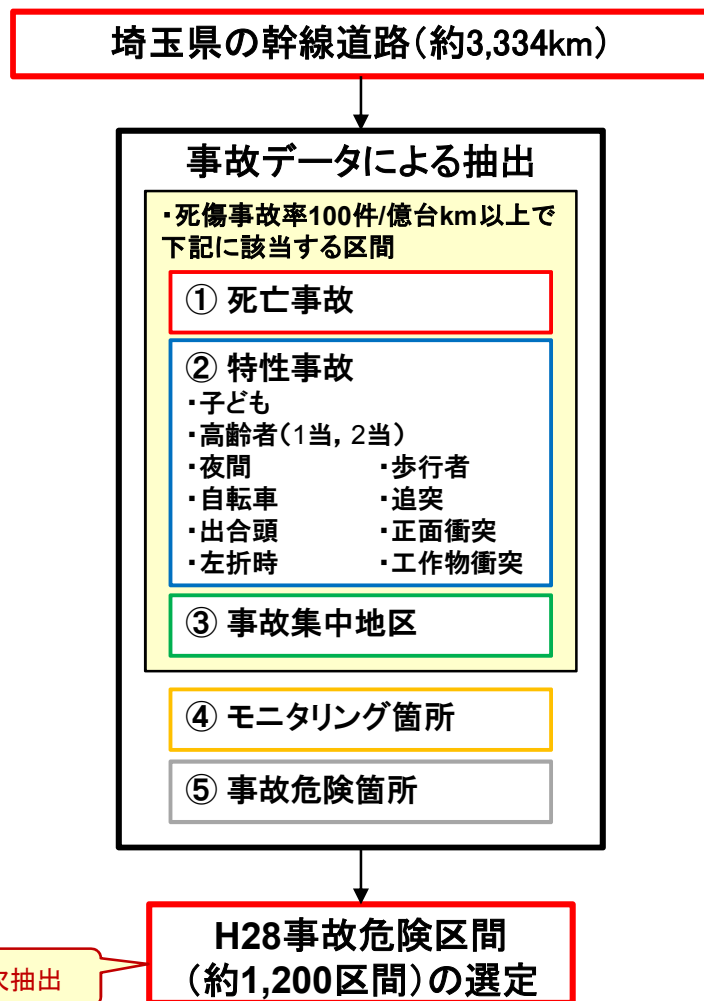 埼玉県の幹線道路(約3,334km)
事故データによる抽出
・死傷事故率100件/億台km以上で
下記に該当する区間
① 死亡事故
② 特性事故
・子ども
・高齢者(1当, 2当)
・夜間 ・歩行者
・自転車 ・追突
・出合頭 ・正面衝突
・左折時 ・工作物衝突
③ 事故集中地区
④ モニタリング箇所
⑤ 事故危険箇所
H28事故危険区間
(約1,200区間)の選定
抽出